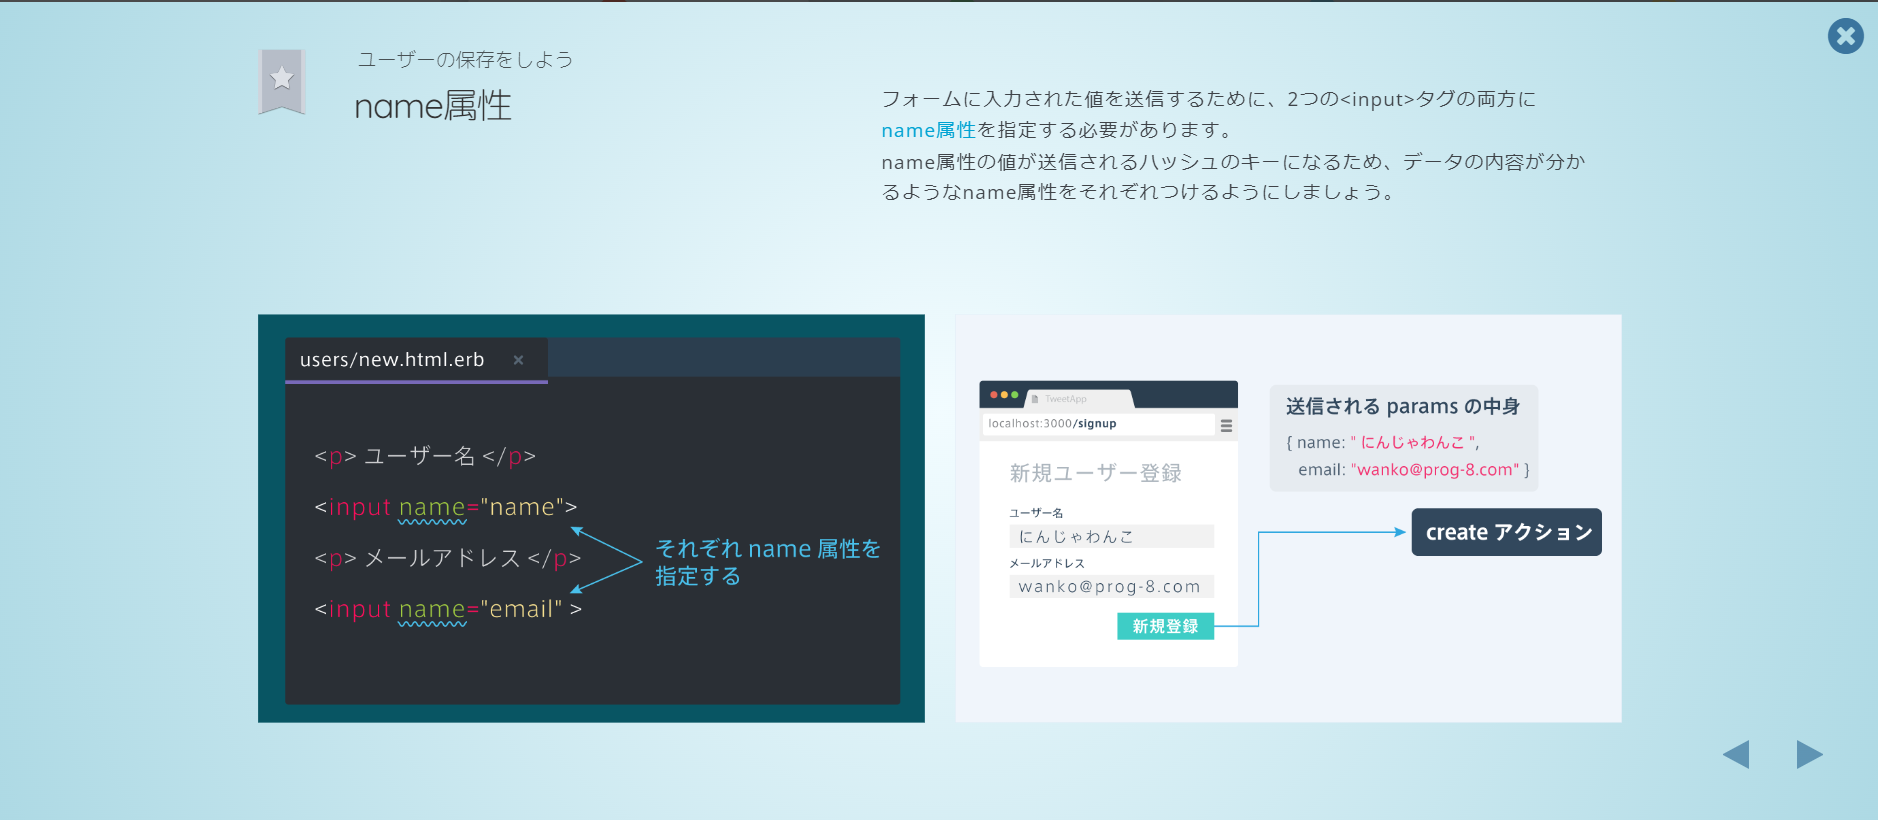 ユーザーの保存をしよう
name属性
フォームに入力された値を送信するために、2つの<input>タグの両方に
name属性を指定する必要があります。
name属性の値が送信されるハッシュのキーになるため、データの内容が分か
るようなname属性をそれぞれつけるようにしましょう。
users/new.html.erb ×
<p> ユーザー名 </p>
<input name="name">
<p> メールアドレス </p>
<input name="email" >
それぞれ name 属性を
指定する
TweetApp
localhost:3000/signup
新規ユーザー登録
ユーザー名
にんじゃわんこ
メールアドレス
wanko@prog-8.com
新規登録
送信される params の中身
{ name: " にんじゃわんこ ",
email: "wanko@prog-8.com" }
create アクション